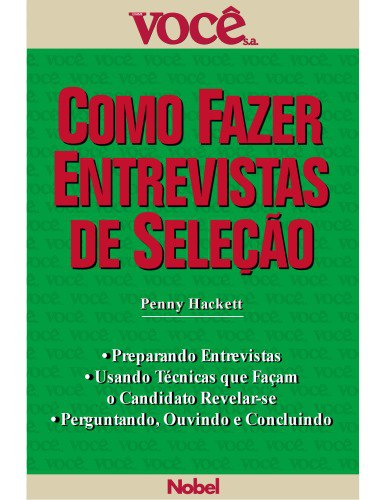 VOCÊ s.a.
COMO FAZER
ENTREVISTAS
DE SELEÇÃO
Penny Hackett
• Preparando Entrevistas
• Usando Técnicas que Façam
o Candidato Revelar-se
• Perguntando, Ouvindo e Concluindo
Nobel